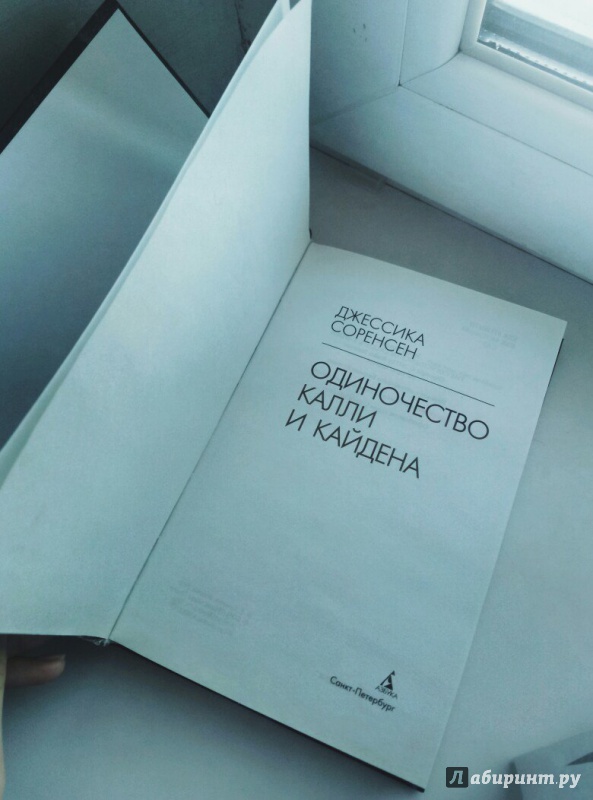 ДЖЕССИКА
СОРЕНСЕН
ОДИНОЧЕСТВО
КАЛЛИ
И КАЙДЕНА
АЗБУКА
Санкт-Петербург
Лабиринт.ру